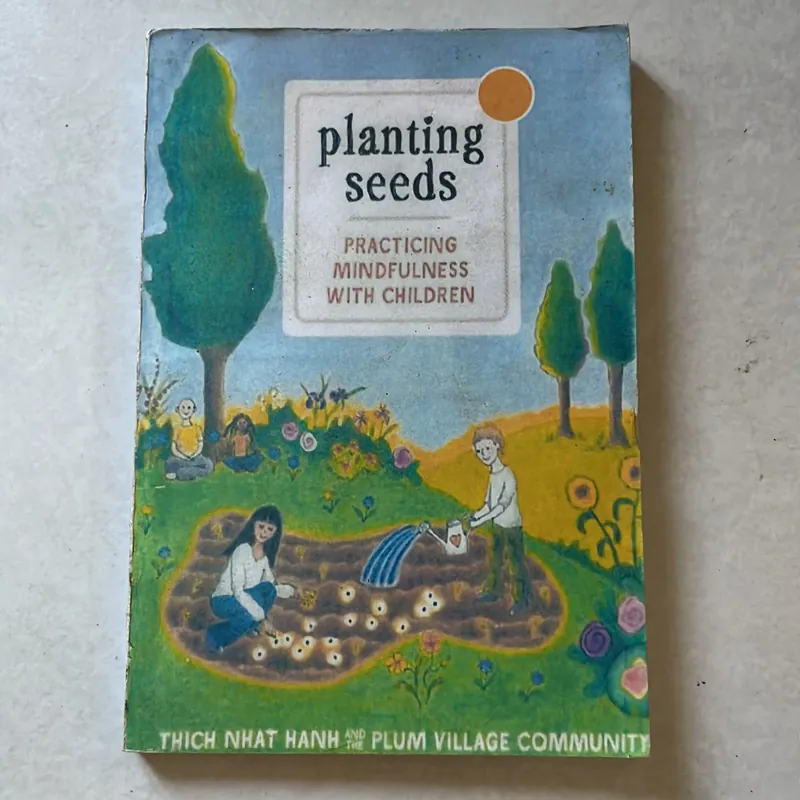 planting
seeds
PRACTICING
MINDFULNESS
WITH CHILDREN
THICH NHAT HANH AND THE PLUM VILLAGE COMMUNITY